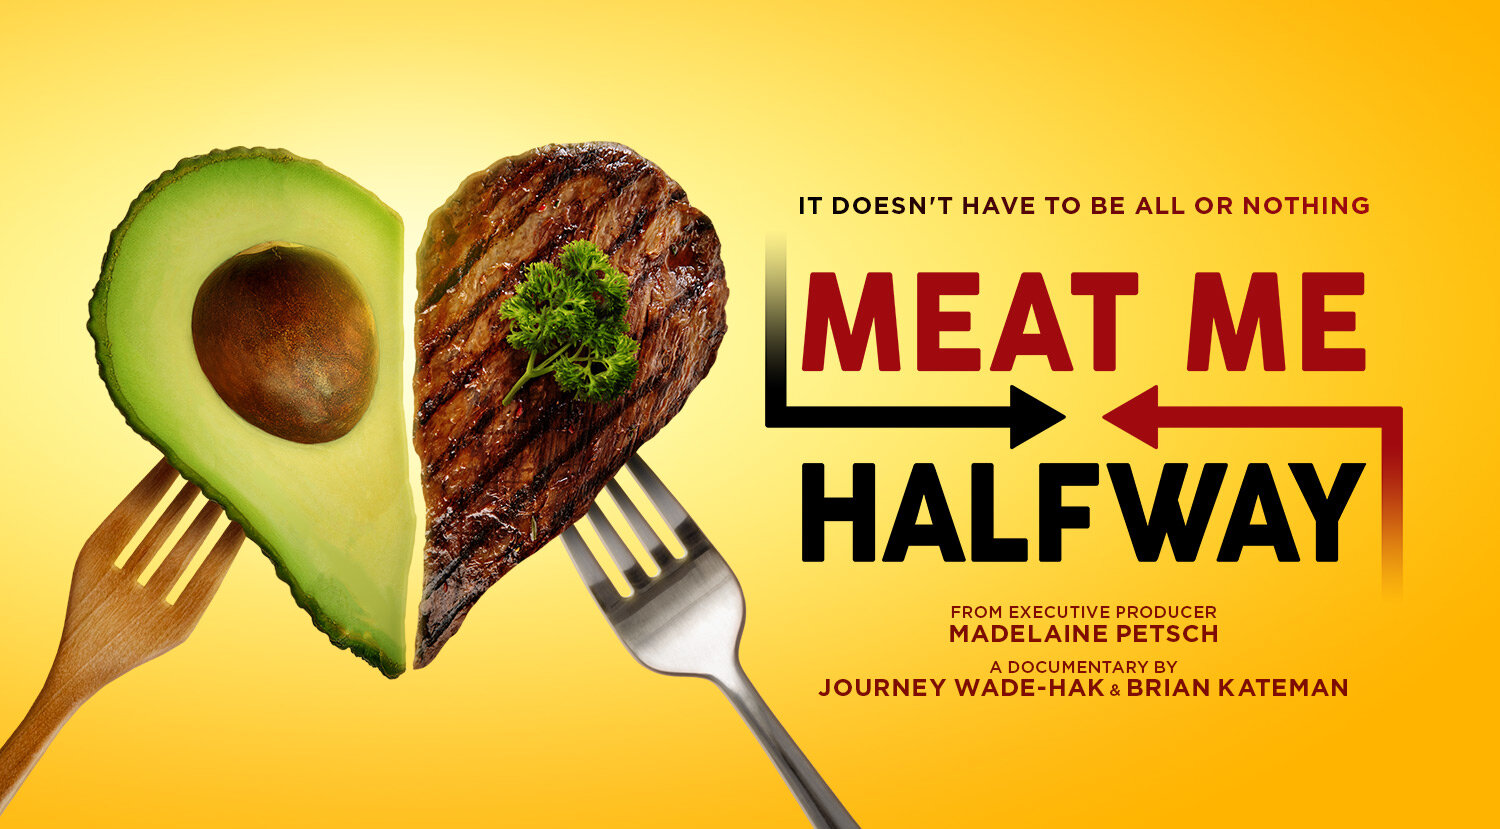 IT DOESN'T HAVE TO BE ALL OR NOTHING
MEAT ME
HALFWAY
FROM EXECUTIVE PRODUCER
MADELAINE PETSCH
A DOCUMENTARY BY
JOURNEY WADE-HAK & BRIAN KATEMAN